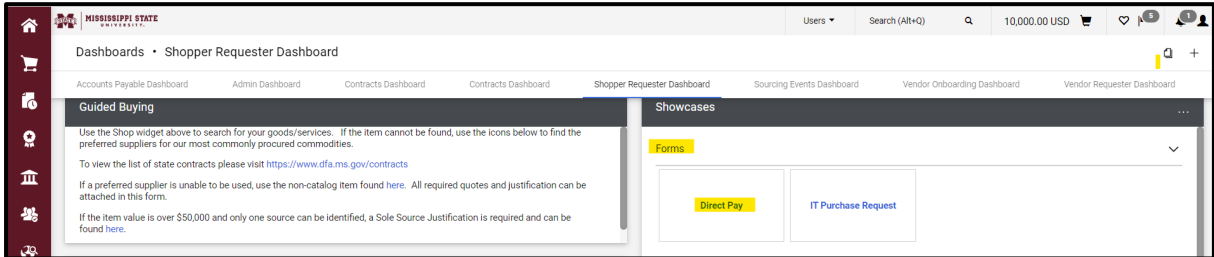 STATE
MISSISSIPPI STATE
UNIVERSITY.
Users
Search (Alt+Q)
10,000.00 USD
5
1
Dashboards • Shopper Requester Dashboard
+
Accounts Payable Dashboard
Admin Dashboard
Contracts Dashboard
Contracts Dashboard
Shopper Requester Dashboard
Sourcing Events Dashboard
Vendor Onboarding Dashboard
Vendor Requester Dashboard
Guided Buying
Use the Shop widget above to search for your goods/services. If the item cannot be found, use the icons below to find the
preferred suppliers for our most commonly procured commodities.
To view the list of state contracts please visit https://www.dfa.ms.gov/contracts
If a preferred supplier is unable to be used, use the non-catalog item found here. All required quotes and justification can be
attached in this form.
If the item value is over $50,000 and only one source can be identified, a Sole Source Justification is required and can be
found here.
Showcases
...
Forms
Direct Pay
IT Purchase Request